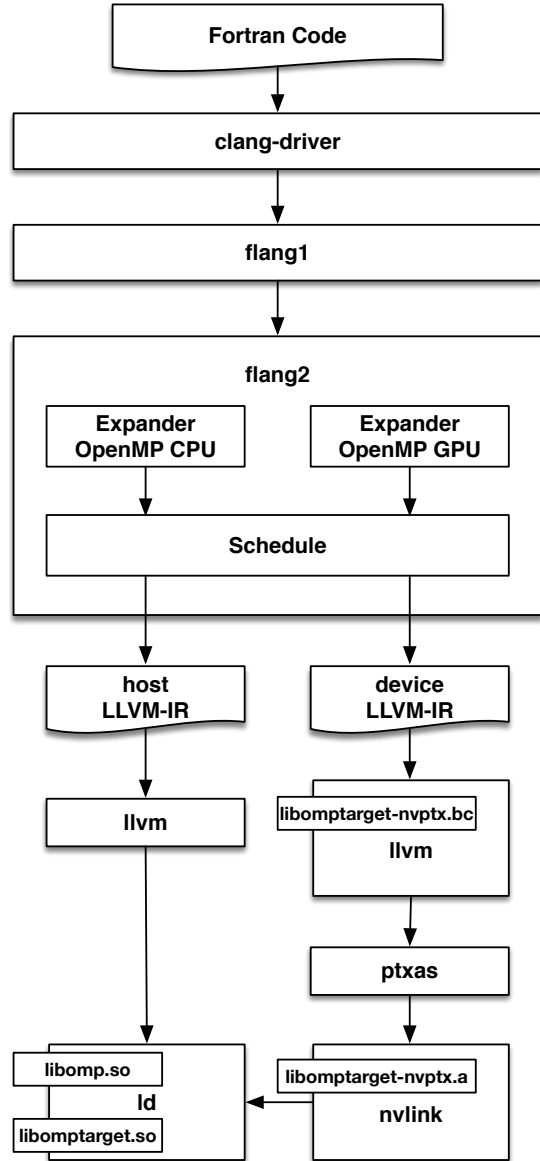 Fortran Code
clang-driver
flang1
flang2
Expander
OpenMP CPU
Expander
OpenMP GPU
Schedule
host
LLVM-IR
device
LLVM-IR
llvm
libomptarget-nvptx.bc
llvm
ptxas
libomp.so
ld
libomptarget.so
libomptarget-nvptx.a
nvlink